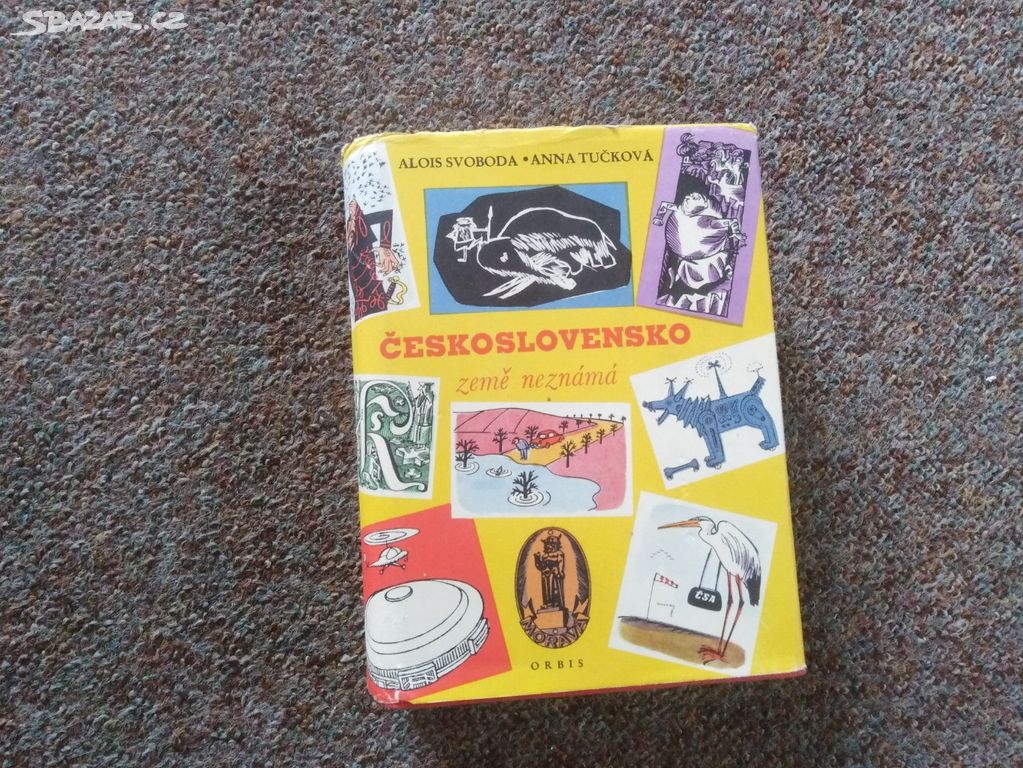 SBAZAR.CZ
ALOIS SVOBODA • ANNA TUČKOVÁ
ČESKOSLOVENSKO
země neznámá
R
ČSA
MORAVA
ORBIS